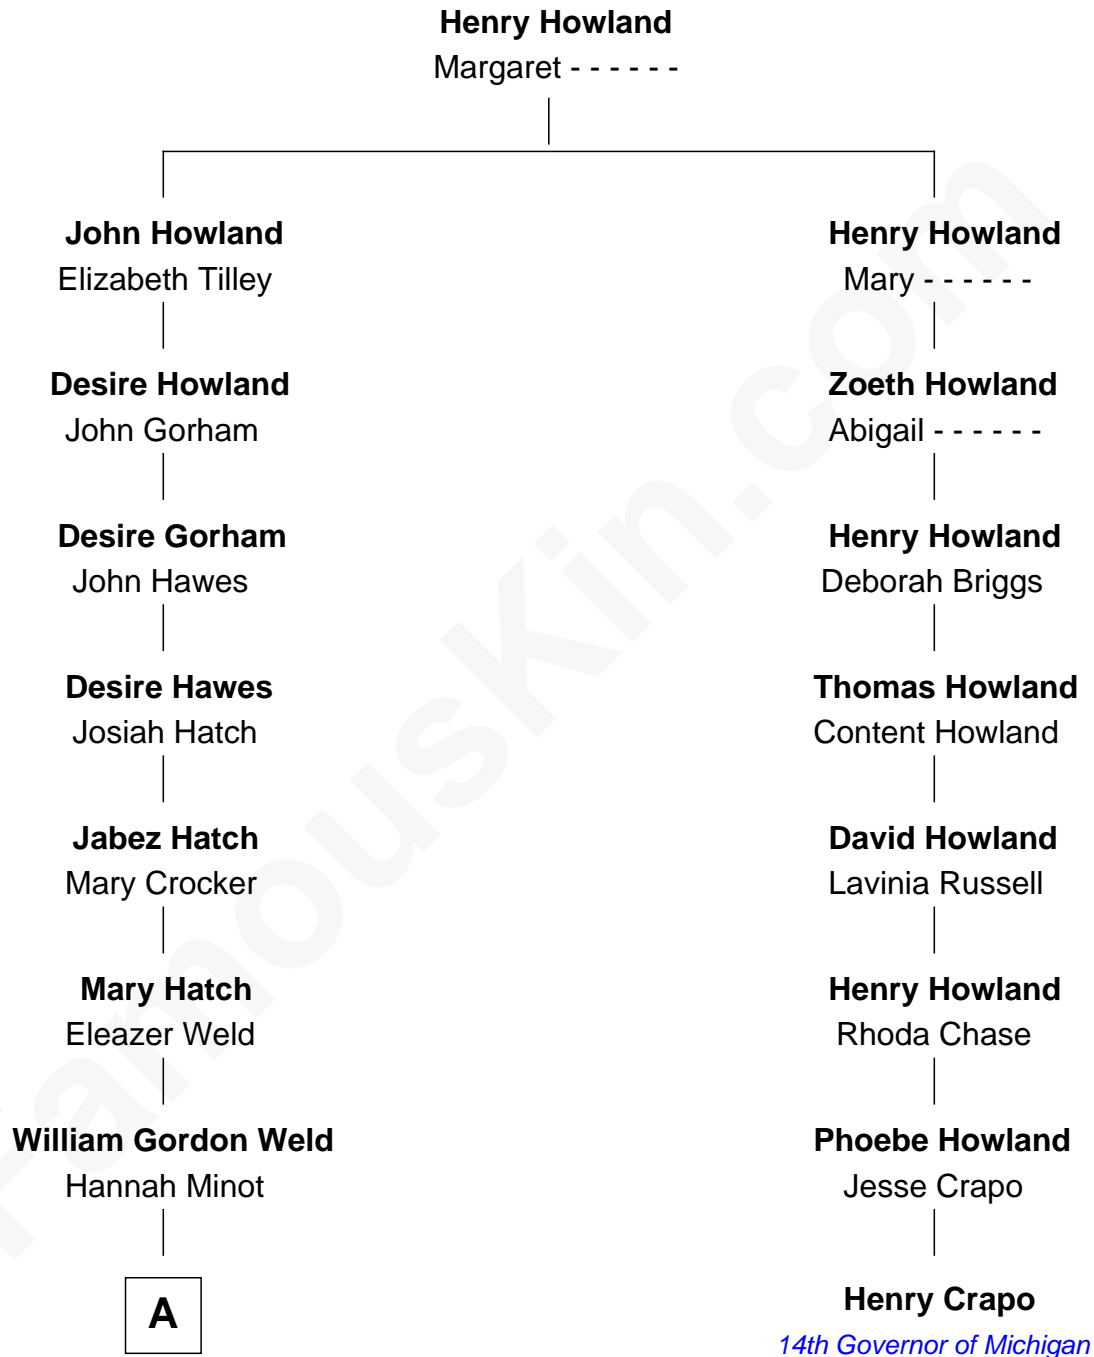 Henry Howland
Margaret - - - - - -
John Howland
Elizabeth Tilley
Henry Howland
Mary - - - - - -
Desire Howland
John Gorham
Zoeth Howland
Abigail - - - - - -
Desire Gorham
John Hawes
Henry Howland
Deborah Briggs
Desire Hawes
Josiah Hatch
Thomas Howland
Content Howland
Jabez Hatch
Mary Crocker
David Howland
Lavinia Russell
Mary Hatch
Eleazer Weld
Henry Howland
Rhoda Chase
William Gordon Weld
Hannah Minot
Phoebe Howland
Jesse Crapo
A
Henry Crapo
14th Governor of Michigan
FamousKin.com